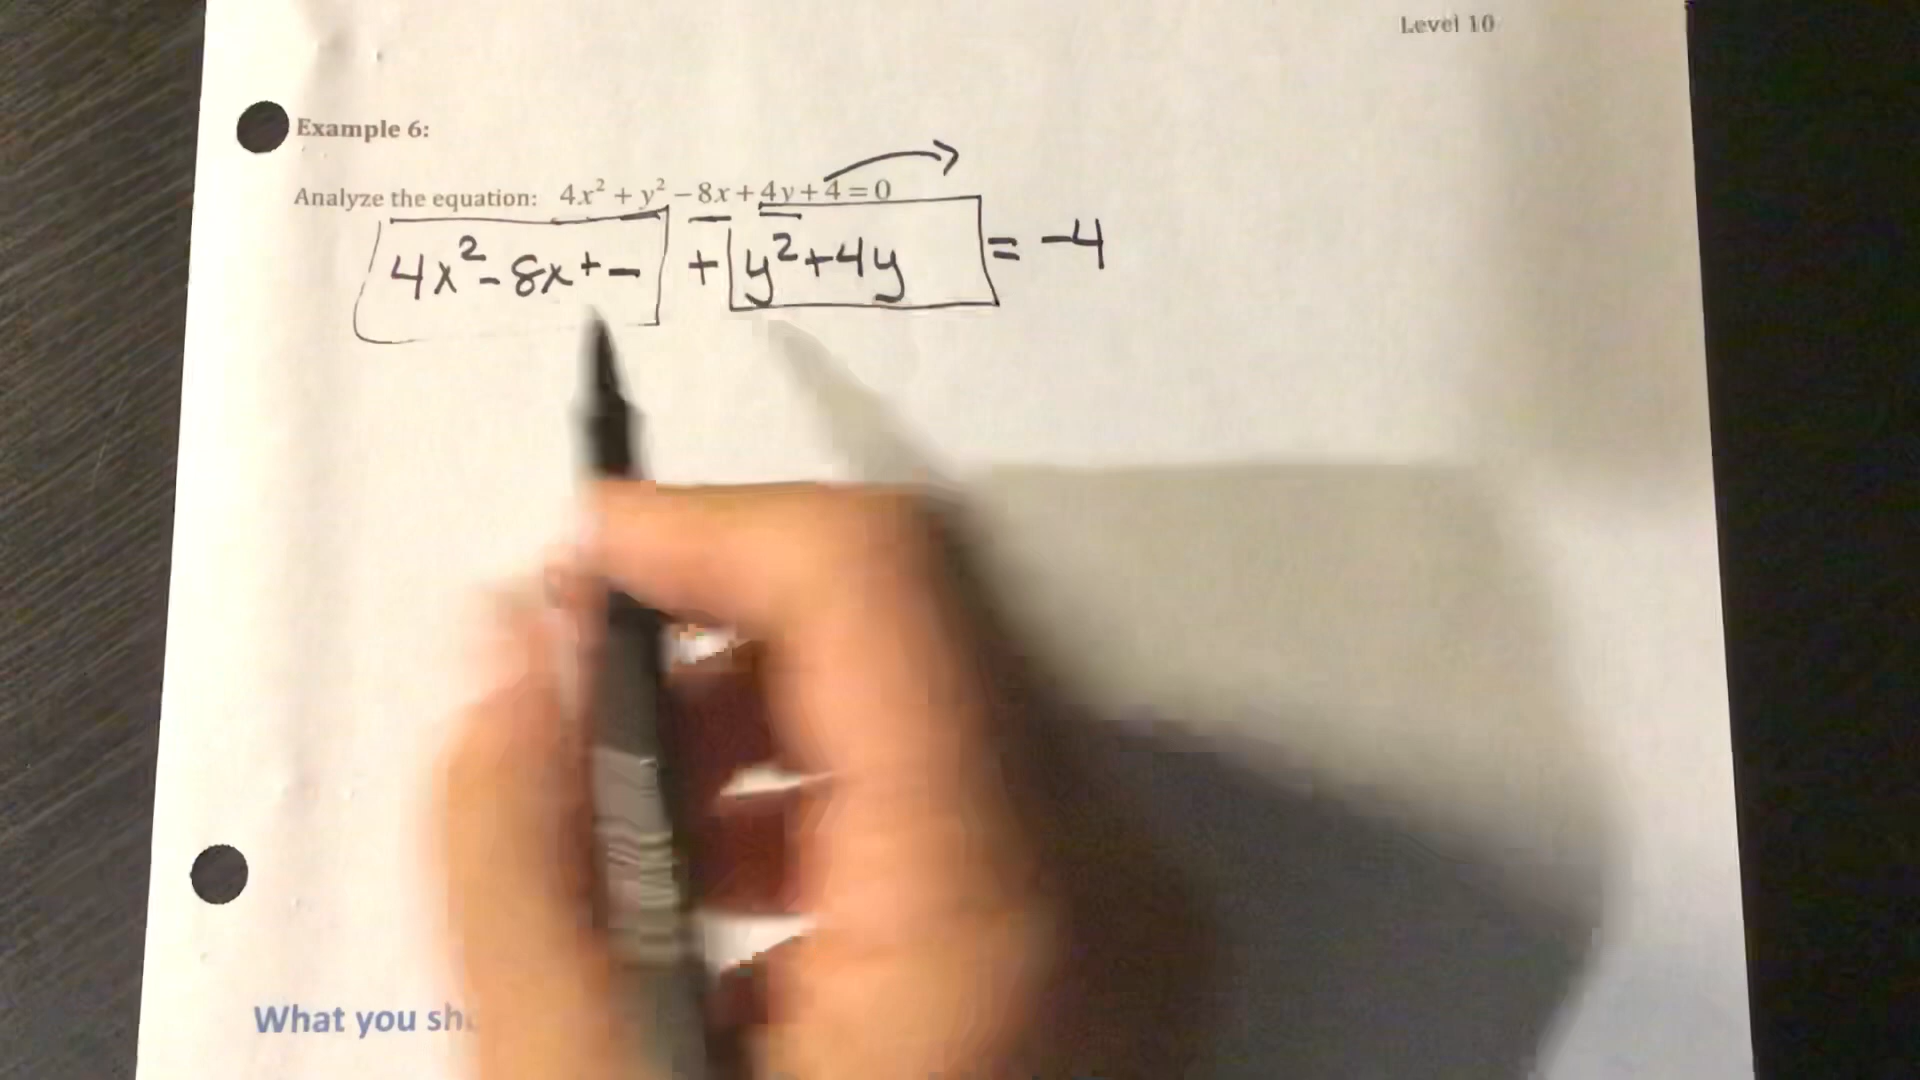 Level 10
Example 6:
Analyze the equation: 4x² + y² − 8x + 4y + 4 = 0
4x² - 8x + - + y² + 4y = -4
What you sh